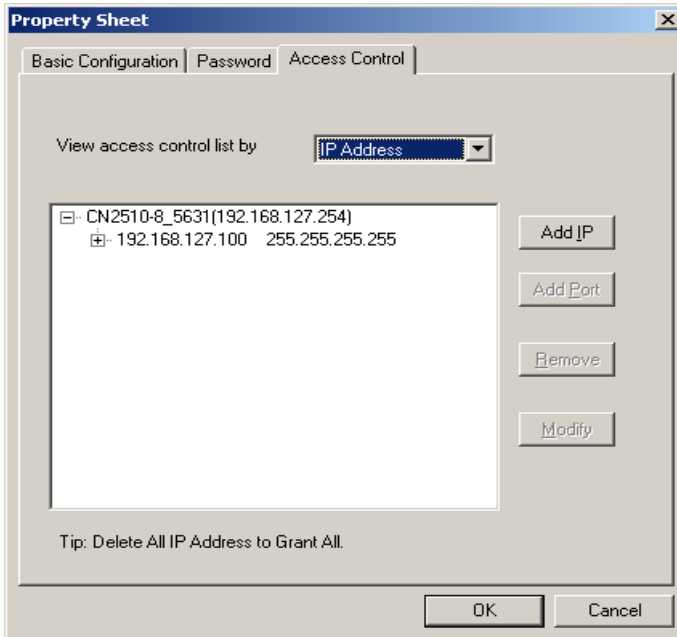 Property Sheet
Basic Configuration Password Access Control
View access control list by IP Address
CN2510-8_5631(192.168.127.254)
192.168.127.100 255.255.255.255
Add IP
Add Port
Remove
Modify
Tip: Delete All IP Address to Grant All.
OK Cancel